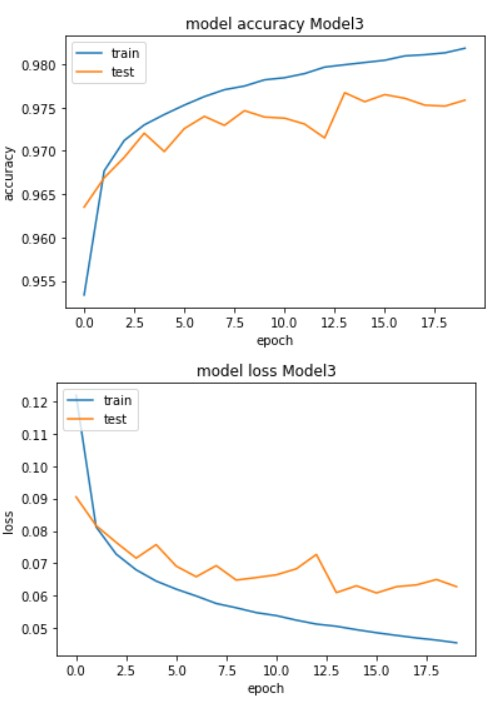 model accuracy Model3
train
test
0.980
0.975
0.970
0.965
0.960
0.955
accuracy
0.0 2.5 5.0 7.5 10.0 12.5 15.0 17.5
epoch
model loss Model3
train
test
0.12
0.11
0.10
0.09
0.08
0.07
0.06
0.05
loss
0.0 2.5 5.0 7.5 10.0 12.5 15.0 17.5
epoch